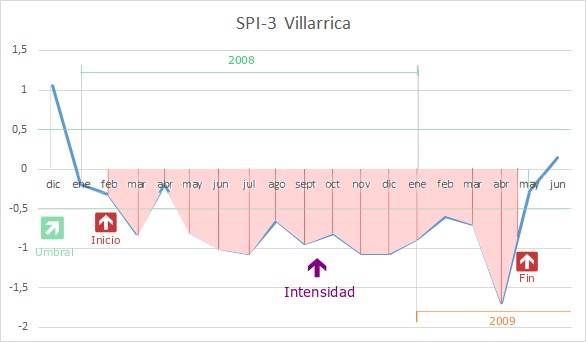 SPI-3 Villarrica
1,5
2008
1
0,5
0
dic ene feb mar abr may jun jul ago sept oct nov dic ene feb mar abr may jun
-0,5
Umbral
Inicio
-1
Fin
Intensidad
-1,5
2009
-2